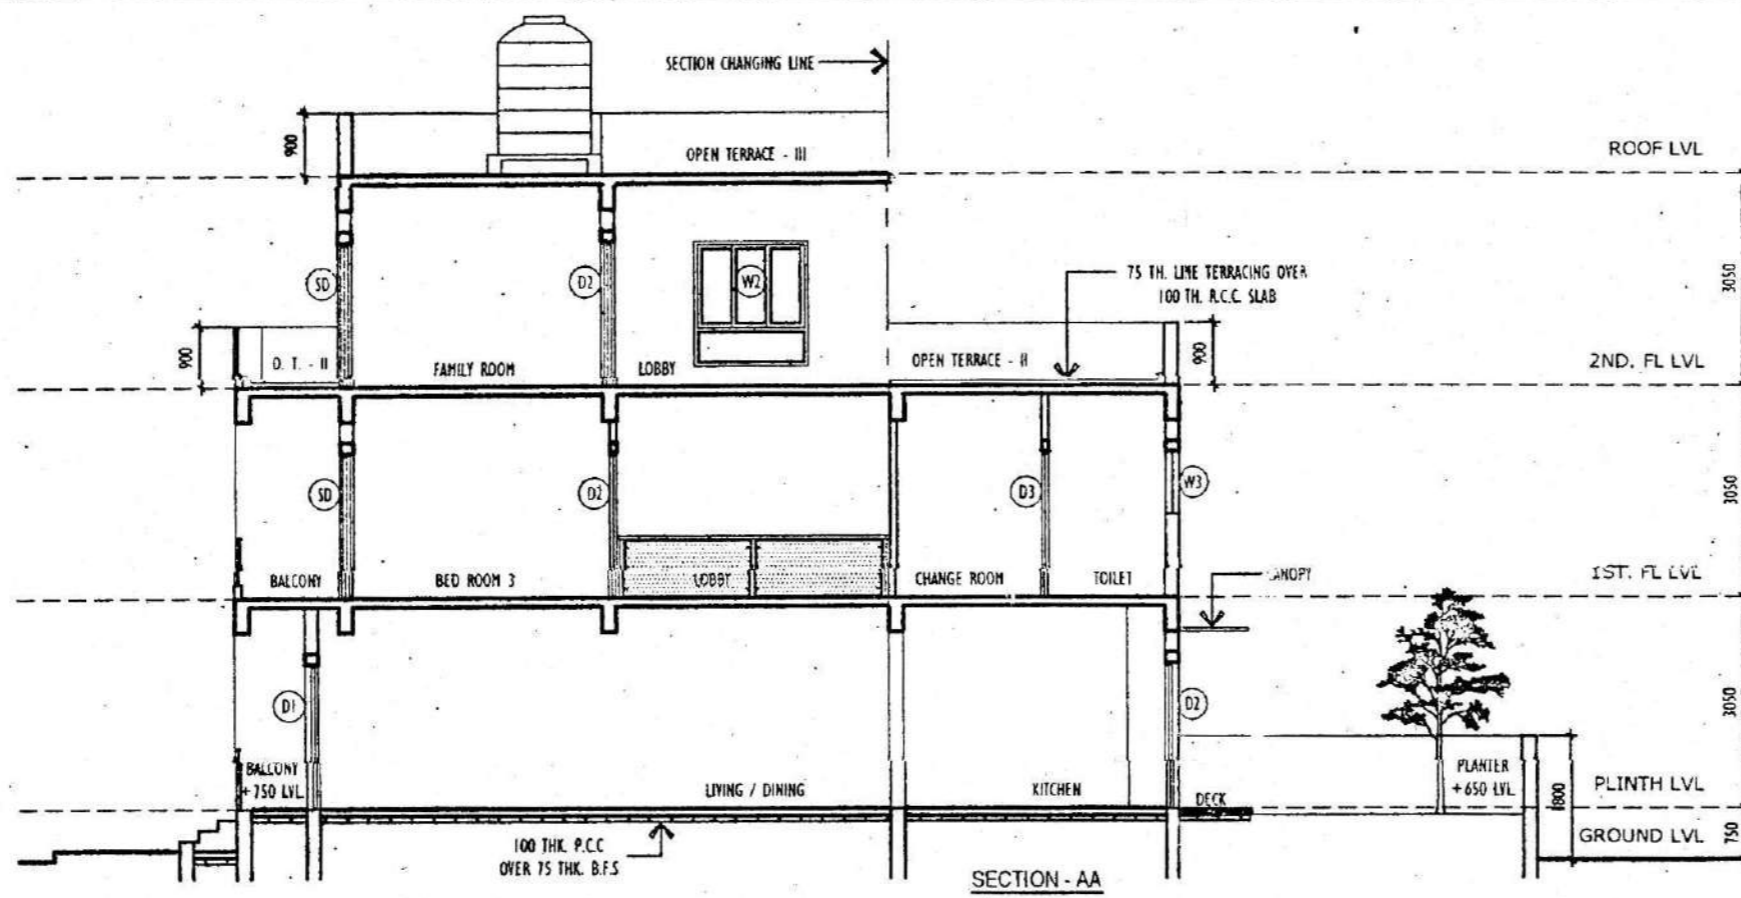 SECTION CHANGING LINE
900
OPEN TERRACE - III
ROOF LVL
SD
D2
W2
75 TH. LIME TERRACING OVER
100 TH. R.C.C. SLAB
3050
900
O. T. - II
FAMILY ROOM
LOBBY
OPEN TERRACE - II
900
2ND. FL LVL
SD
D2
D3
W3
3050
BALCONY
BED ROOM 3
LOBBY
CHANGE ROOM
TOILET
CANOPY
1ST. FL LVL
D1
D2
3050
BALCONY
+ 750 LVL
LIVING / DINING
KITCHEN
DECK
PLANTER
+ 650 LVL
1800
PLINTH LVL
GROUND LVL
750
100 THK. P.C.C
OVER 75 THK. B.F.S
SECTION - AA